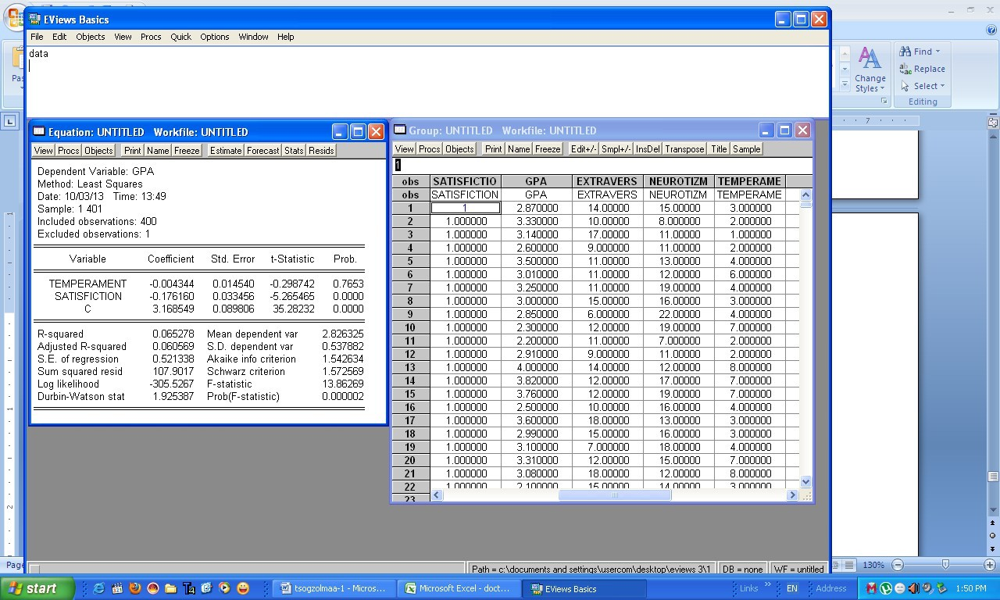 EViews Basics
File Edit Objects View Procs Quick Options Window Help
data
Equation: UNTITLED Workfile: UNTITLED
View Procs Objects Print Name Freeze Estimate Forecast Stats Resids
Dependent Variable: GPA
Method: Least Squares
Date: 10/03/13 Time: 13:49
Sample: 1 401
Included observations: 400
Excluded observations: 1
Variable Coefficient Std. Error t-Statistic Prob.
TEMPERAMENT -0.004344 0.014540 -0.298742 0.7653
SATISFICTION -0.176160 0.033456 -5.265465 0.0000
C 3.168549 0.089806 35.28232 0.0000
R-squared 0.065278 Mean dependent var 2.826325
Adjusted R-squared 0.060569 S.D. dependent var 0.537882
S.E. of regression 0.521338 Akaike info criterion 1.542634
Sum squared resid 107.9017 Schwarz criterion 1.572569
Log likelihood -305.5267 F-statistic 13.86269
Durbin-Watson stat 1.925387 Prob(F-statistic) 0.000002
Group: UNTITLED Workfile: UNTITLED
View Procs Objects Print Name Freeze Edit+/- Smpl+/- InsDel Transpose Title Sample
1
obs SATISFICTIO GPA EXTRAVERS NEUROTIZM TEMPERAME
obs SATISFICTION GPA EXTRAVERS NEUROTIZM TEMPERAME
1 1 2.870000 14.00000 15.00000 3.000000
2 1.000000 3.330000 10.00000 8.000000 2.000000
3 1.000000 3.140000 17.00000 11.00000 1.000000
4 1.000000 2.600000 9.000000 11.00000 2.000000
5 1.000000 3.500000 11.00000 13.00000 4.000000
6 1.000000 3.010000 11.00000 12.00000 6.000000
7 1.000000 3.250000 11.00000 19.00000 4.000000
8 1.000000 3.000000 15.00000 16.00000 3.000000
9 1.000000 2.850000 6.000000 22.00000 4.000000
10 1.000000 2.300000 12.00000 19.00000 7.000000
11 1.000000 2.200000 11.00000 7.000000 2.000000
12 1.000000 2.910000 9.000000 11.00000 2.000000
13 1.000000 4.000000 14.00000 12.00000 8.000000
14 1.000000 3.820000 12.00000 17.00000 7.000000
15 1.000000 3.760000 12.00000 19.00000 7.000000
16 1.000000 2.500000 10.00000 16.00000 4.000000
17 1.000000 3.600000 18.00000 13.00000 3.000000
18 1.000000 2.990000 15.00000 16.00000 3.000000
19 1.000000 3.100000 7.000000 18.00000 4.000000
20 1.000000 3.310000 12.00000 15.00000 7.000000
21 1.000000 3.080000 18.00000 12.00000 8.000000
22 1.000000 2.100000 15.00000 14.00000 3.000000
23
Path = c:\documents and settings\usercom\desktop\eviews 3\1 DB = none WF = untitled
Pas
Change Styles
Find
Replace
Select
Editing
7
1
1
2
Page
130%
start
tsogzolmaa-1 - Micros...
Microsoft Excel - doct...
EViews Basics
Links
EN
Address
1:50 PM